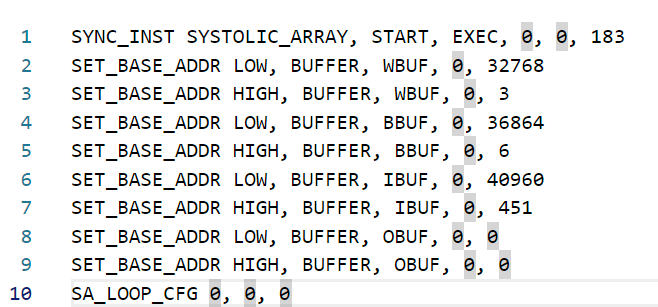 1 SYNC_INST SYSTOLIC_ARRAY, START, EXEC, 0, 0, 183
2 SET_BASE_ADDR LOW, BUFFER, WBUF, 0, 32768
3 SET_BASE_ADDR HIGH, BUFFER, WBUF, 0, 3
4 SET_BASE_ADDR LOW, BUFFER, BBUF, 0, 36864
5 SET_BASE_ADDR HIGH, BUFFER, BBUF, 0, 6
6 SET_BASE_ADDR LOW, BUFFER, IBUF, 0, 40960
7 SET_BASE_ADDR HIGH, BUFFER, IBUF, 0, 451
8 SET_BASE_ADDR LOW, BUFFER, OBUF, 0, 0
9 SET_BASE_ADDR HIGH, BUFFER, OBUF, 0, 0
10 SA_LOOP_CFG 0, 0, 0